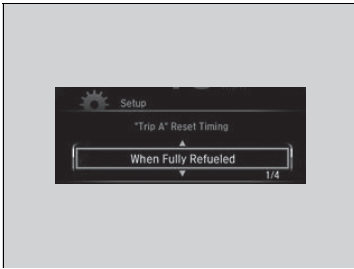 Setup
"Trip A" Reset Timing
When Fully Refueled
1/4